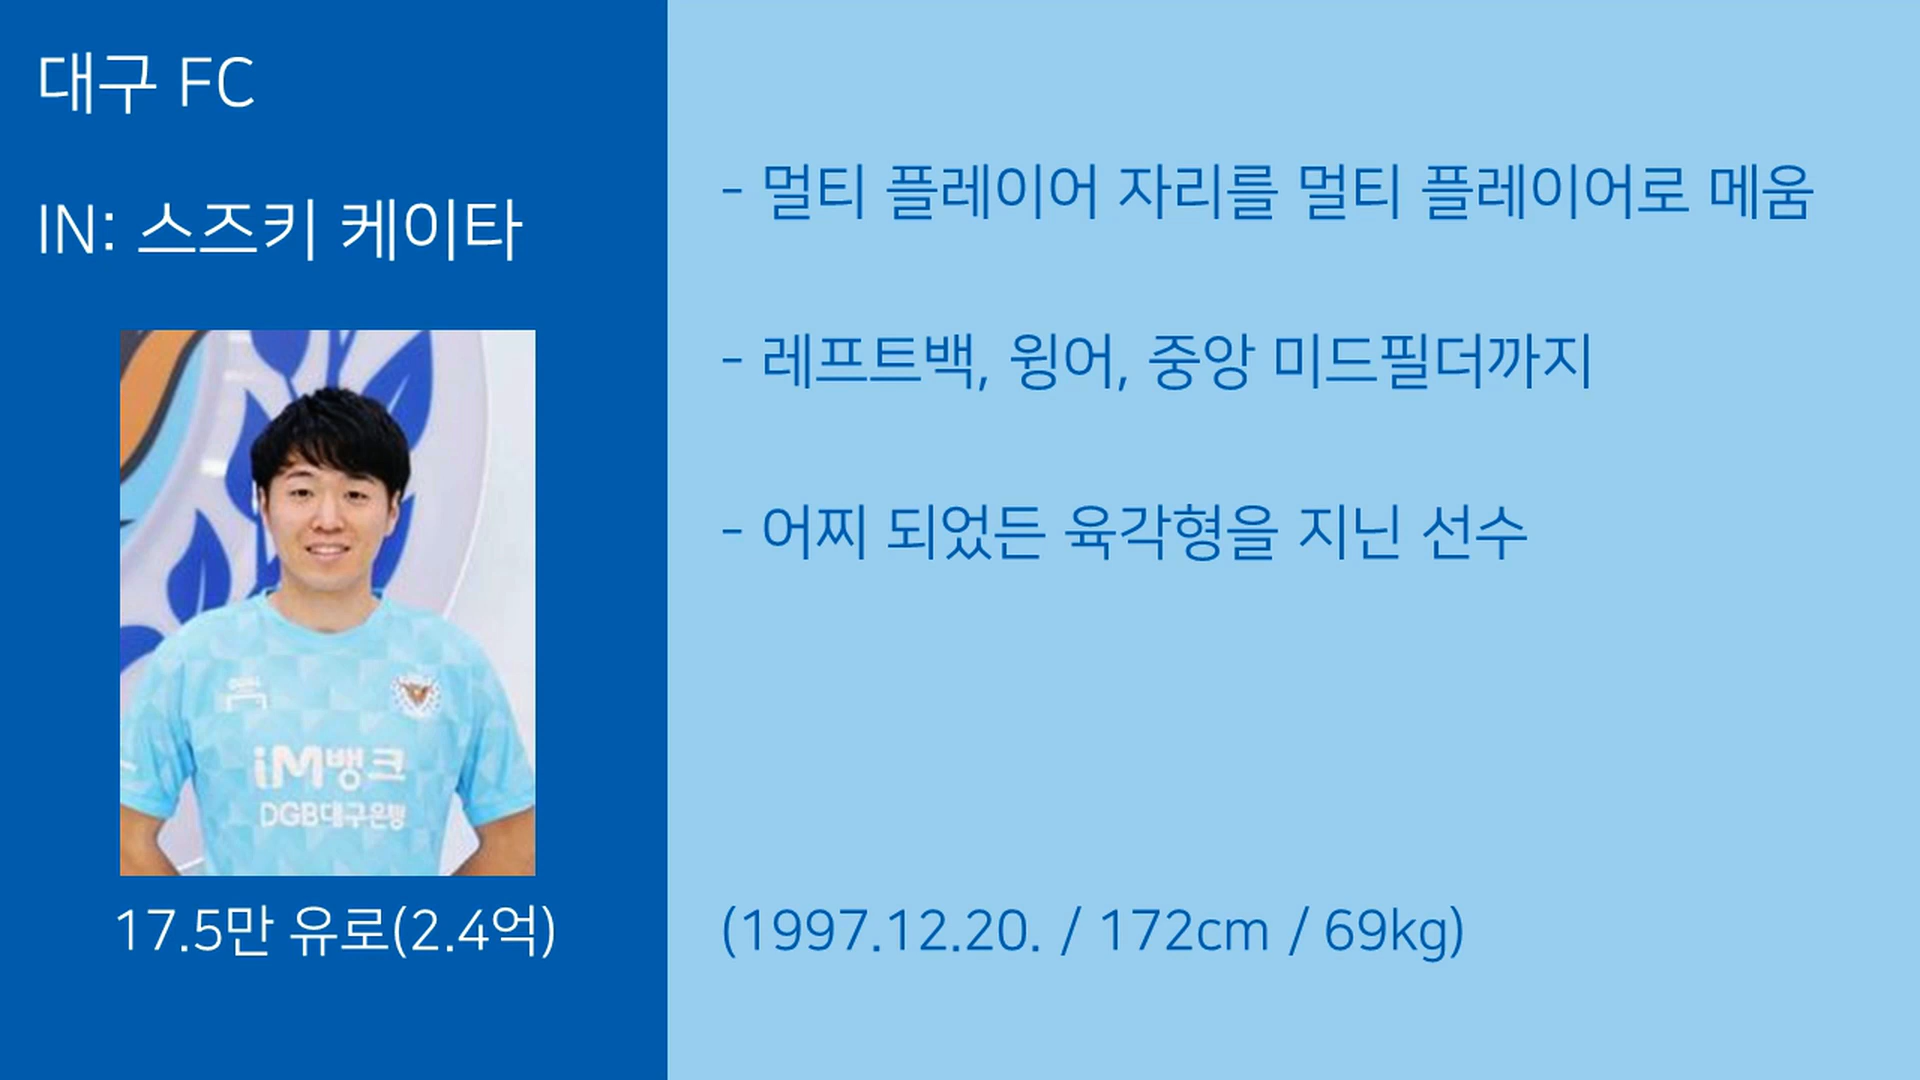 대구 FC
IN: 스즈키 케이타
iM뱅크
DGB대구은행
17.5만 유로(2.4억)
- 멀티 플레이어 자리를 멀티 플레이어로 메움
- 레프트백, 윙어, 중앙 미드필더까지
- 어찌 되었든 육각형을 지닌 선수
(1997.12.20. / 172cm / 69kg)